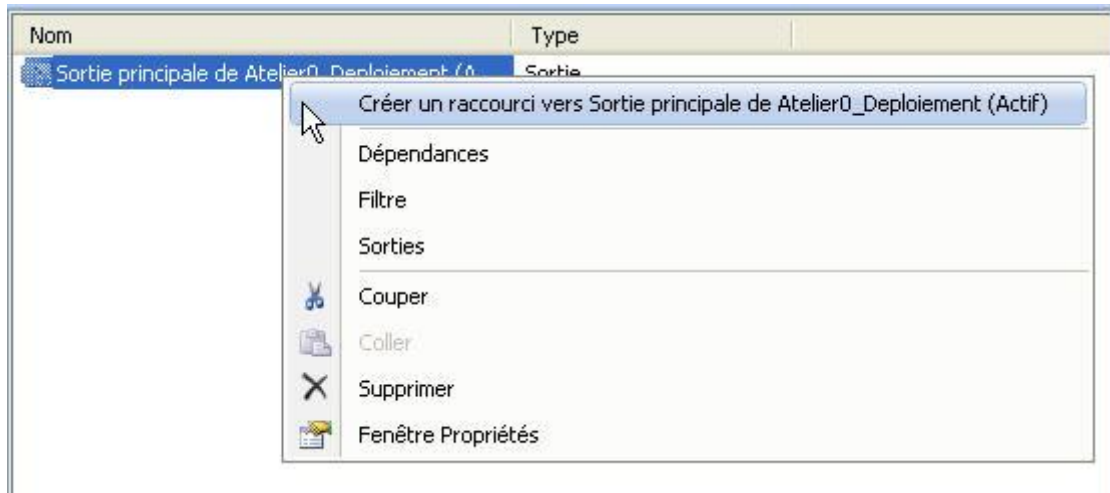 Nom Type
Sortie principale de Atelier0_Deploiement (A... Sortie
Créer un raccourci vers Sortie principale de Atelier0_Deploiement (Actif)
Dépendances
Filtre
Sorties
Couper
Coller
Supprimer
Fenêtre Propriétés